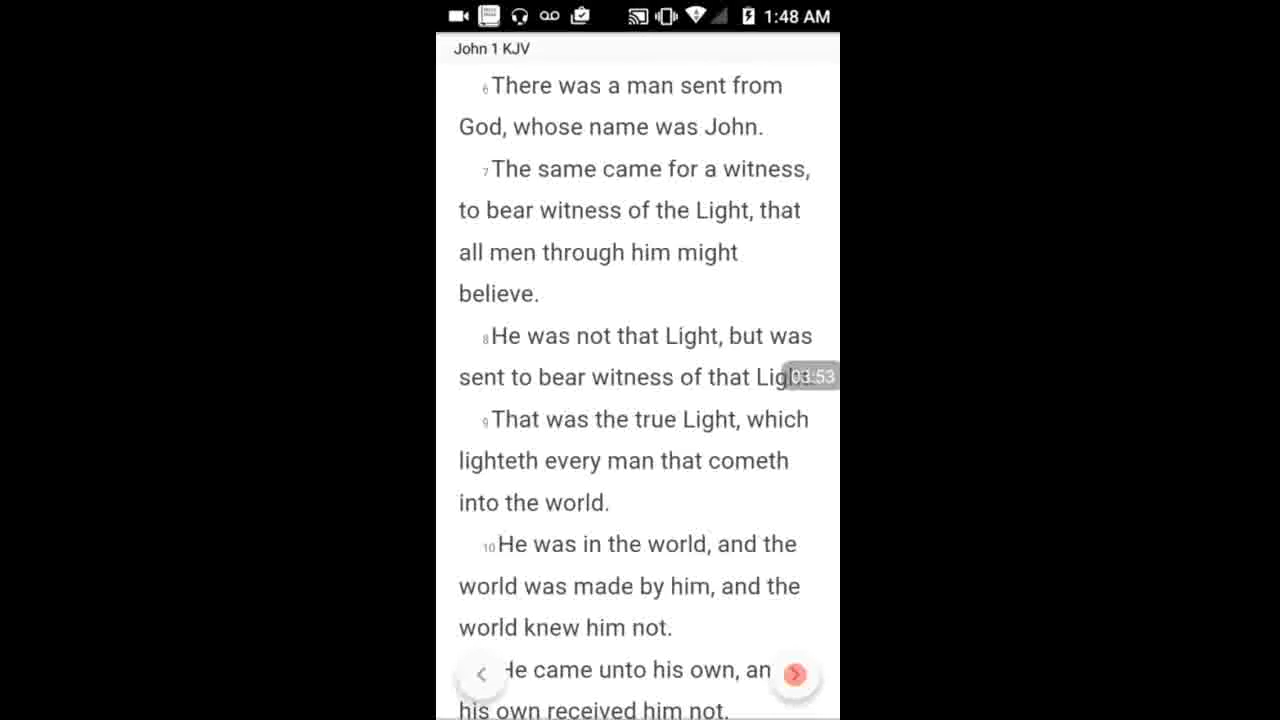 1:48 AM
John 1 KJV
6 There was a man sent from
God, whose name was John.
7 The same came for a witness,
to bear witness of the Light, that
all men through him might
believe.
8 He was not that Light, but was
sent to bear witness of that
03:53
9 That was the true Light, which
lighteth every man that cometh
into the world.
10 He was in the world, and the
world was made by him, and the
world knew him not.
He came unto his own,
his own received him not.